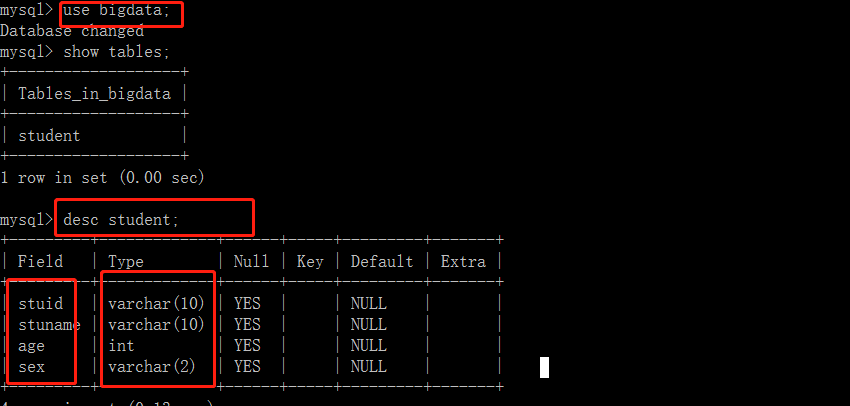 mysql> use bigdata;
Database changed
mysql> show tables;
+-------------------+
| Tables_in_bigdata |
+-------------------+
| student           |
+-------------------+
1 row in set (0.00 sec)
mysql> desc student;
+---------+-------------+------+-----+---------+-------+
| Field   | Type        | Null | Key | Default | Extra |
+---------+-------------+------+-----+---------+-------+
| stuid   | varchar(10) | YES  |     | NULL    |       |
| stuname | varchar(10) | YES  |     | NULL    |       |
| age     | int         | YES  |     | NULL    |       |
| sex     | varchar(2)  | YES  |     | NULL    |       |
+---------+-------------+------+-----+---------+-------+